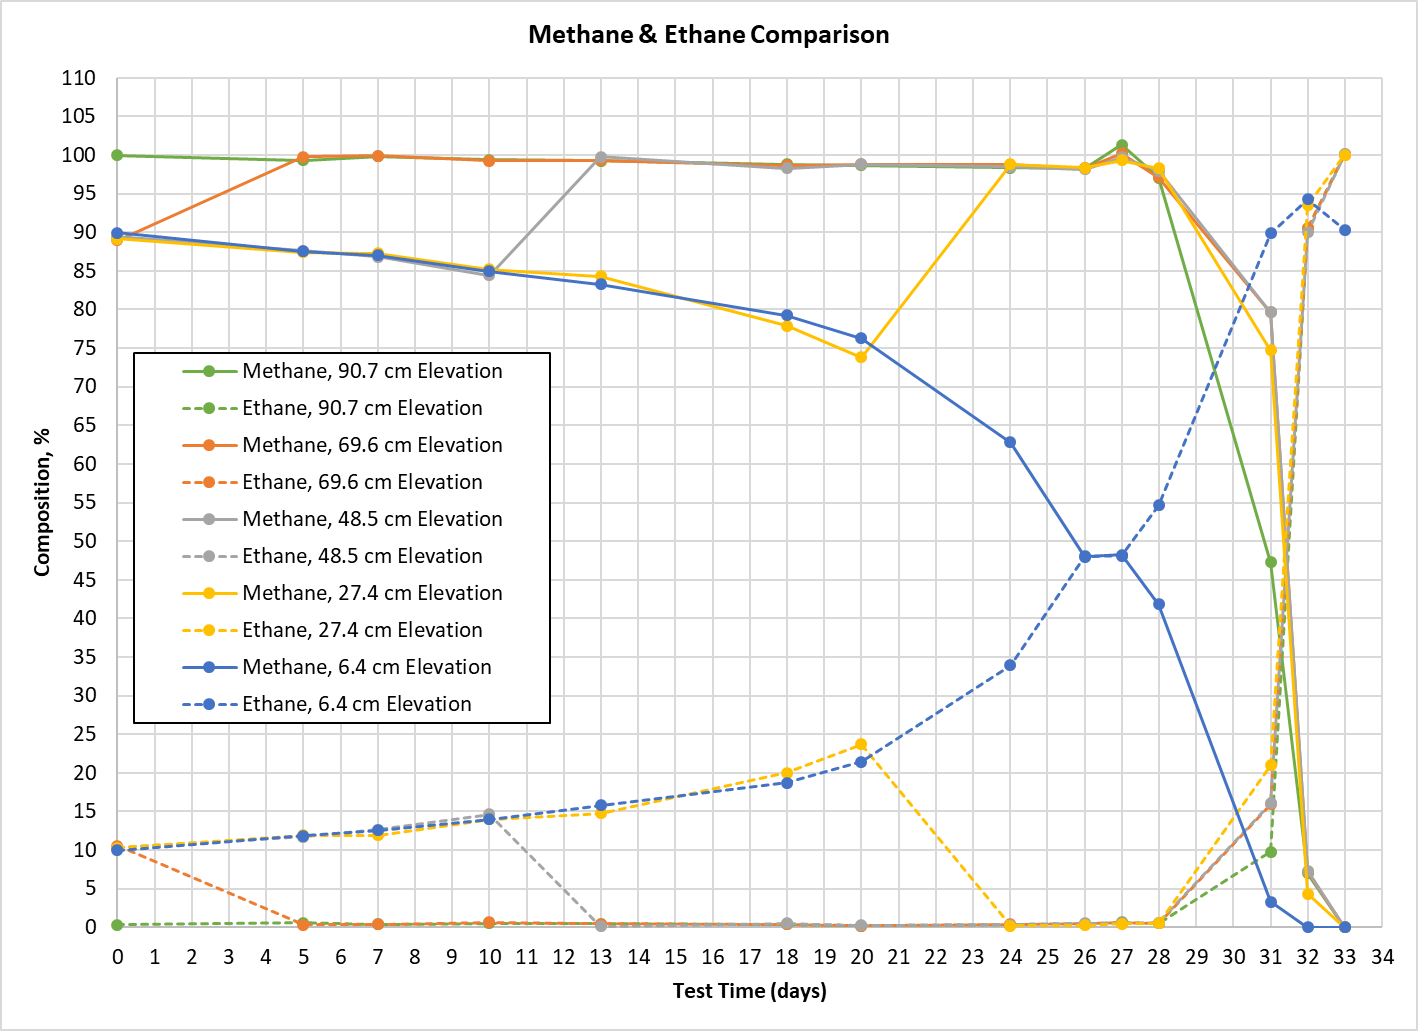 Methane & Ethane Comparison
Composition, %
110
105
100
95
90
85
80
75
70
65
60
55
50
45
40
35
30
25
20
15
10
5
0
Methane, 90.7 cm Elevation
Ethane, 90.7 cm Elevation
Methane, 69.6 cm Elevation
Ethane, 69.6 cm Elevation
Methane, 48.5 cm Elevation
Ethane, 48.5 cm Elevation
Methane, 27.4 cm Elevation
Ethane, 27.4 cm Elevation
Methane, 6.4 cm Elevation
Ethane, 6.4 cm Elevation
0 1 2 3 4 5 6 7 8 9 10 11 12 13 14 15 16 17 18 19 20 21 22 23 24 25 26 27 28 29 30 31 32 33 34
Test Time (days)